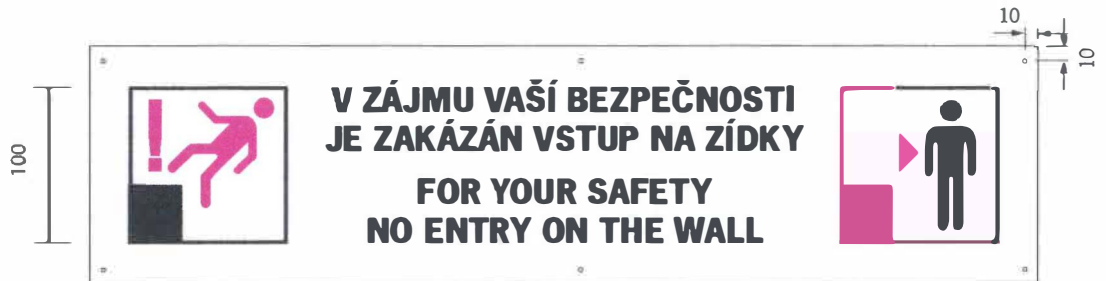 10
10
100
V ZÁJMU VAŠÍ BEZPEČNOSTI
JE ZAKÁZÁN VSTUP NA ZÍDKY
FOR YOUR SAFETY
NO ENTRY ON THE WALL